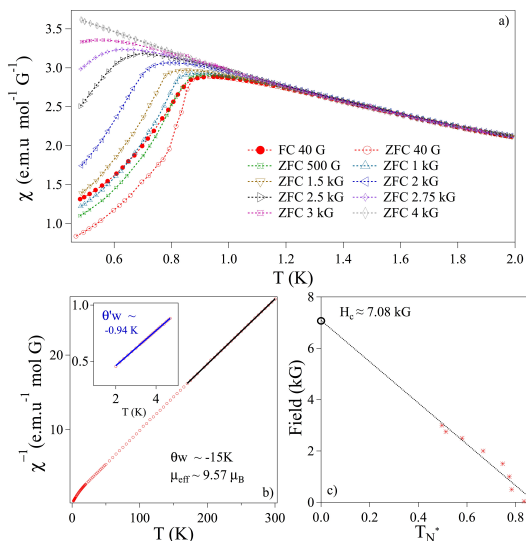 a)
3.5
3.0
2.5
2.0
1.5
1.0
χ (e.m.u mol⁻¹ G⁻¹)
FC 40 G ZFC 40 G
ZFC 500 G ZFC 1 kG
ZFC 1.5 kG ZFC 2 kG
ZFC 2.5 kG ZFC 2.75 kG
ZFC 3 kG ZFC 4 kG
0.6 0.8 1.0 1.2 1.4 1.6 1.8 2.0
T (K)
χ⁻¹ (e.m.u⁻¹ mol G)
20
10
1.0
0.5
θ'w ~
-0.94 K
2 4
T (K)
θw ~ -15K
μeff ~ 9.57 μB
b)
0 100 200 300
T (K)
Field (kG)
8
6
4
2
0
Hc ≈ 7.08 kG
c)
0.0 0.2 0.4 0.6 0.8
TN*